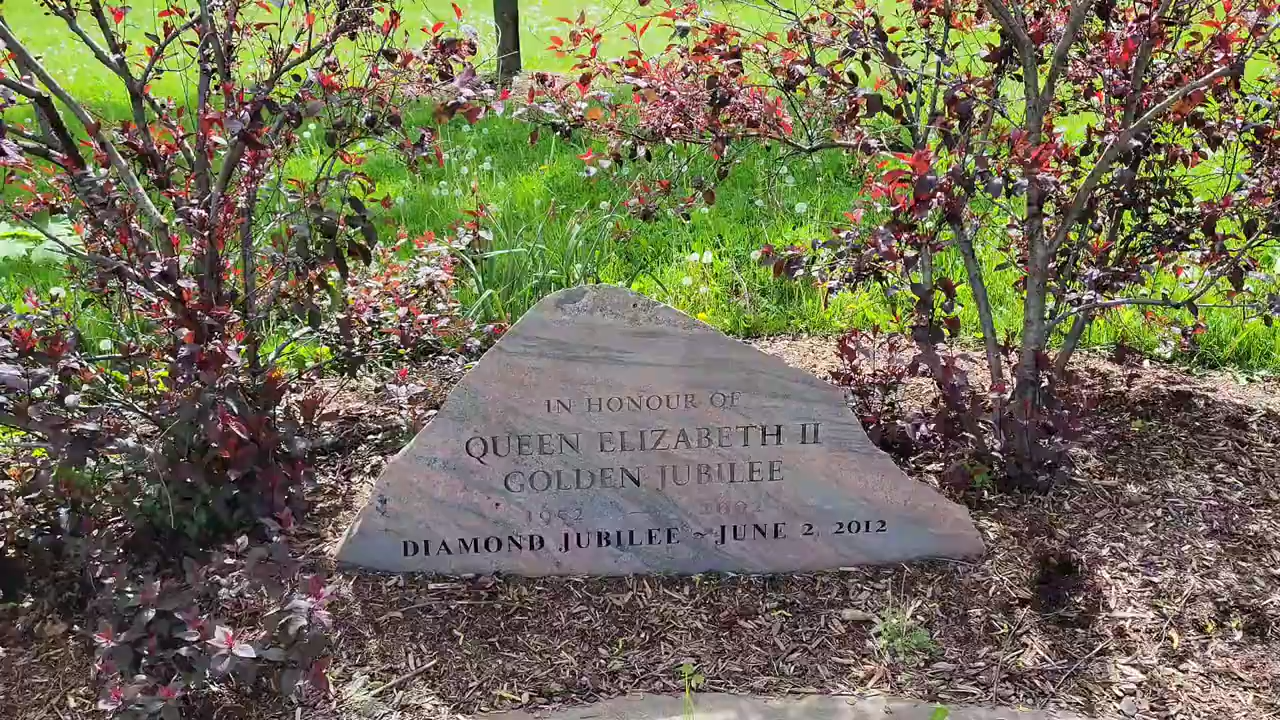 IN HONOUR OF
QUEEN ELIZABETH II
GOLDEN JUBILEE
1952 — 2002
DIAMOND JUBILEE ~ JUNE 2, 2012